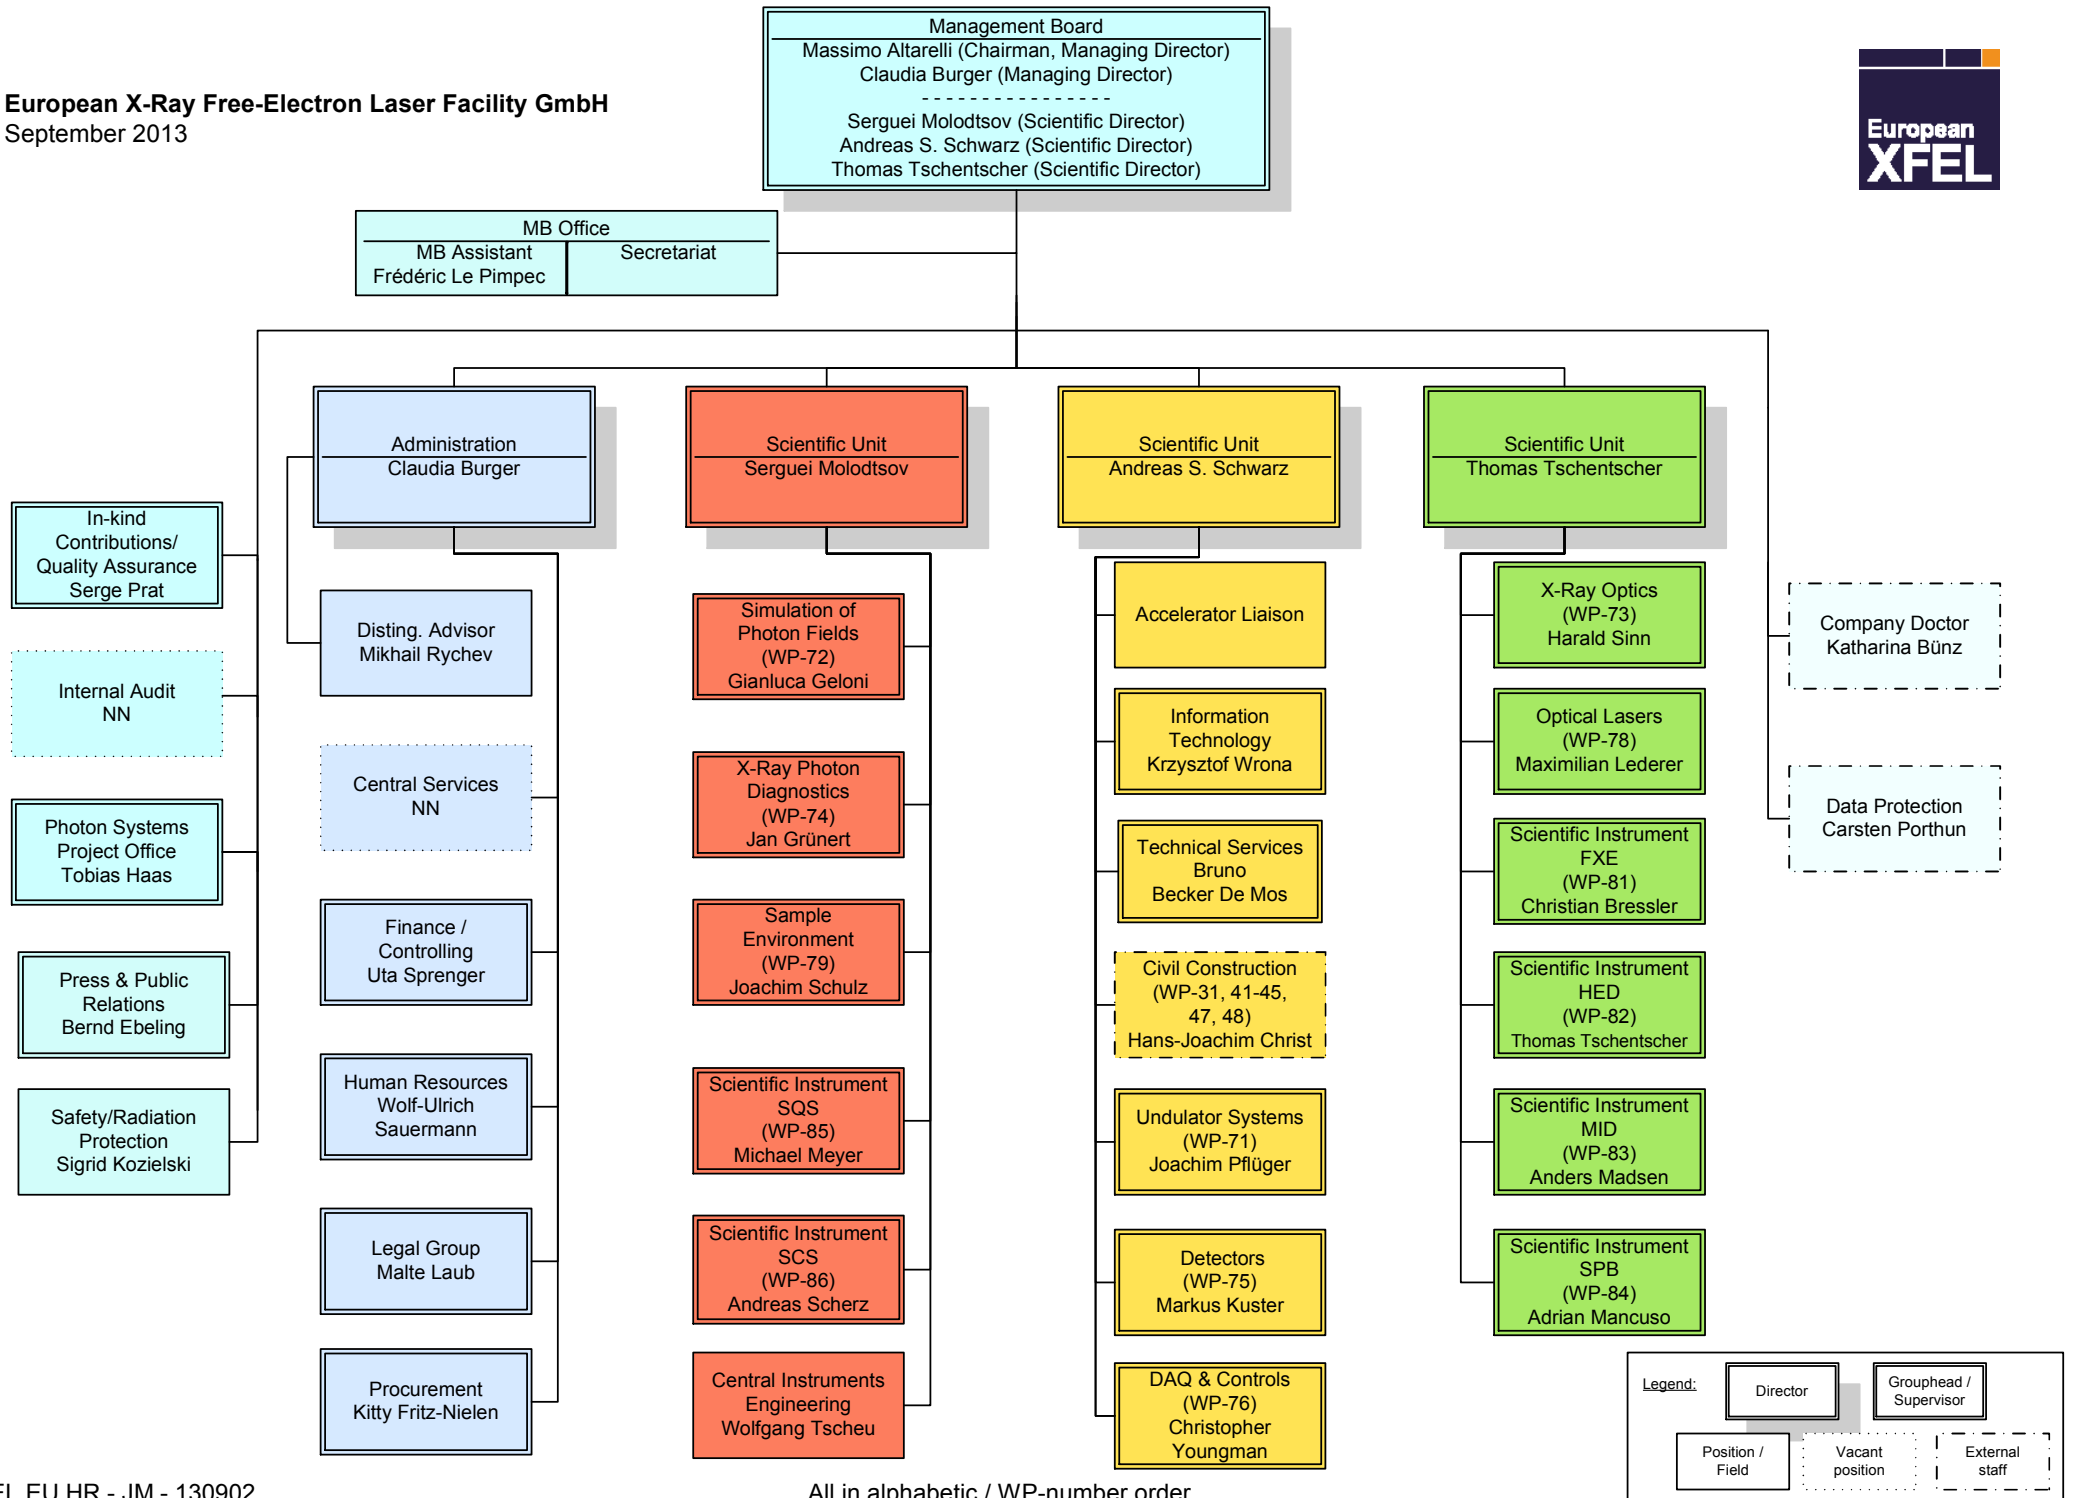 Management Board
Massimo Altarelli (Chairman, Managing Director)
Claudia Burger (Managing Director)
- - - - - - - - - - - - - - - -
Serguei Molodtsov (Scientific Director)
Andreas S. Schwarz (Scientific Director)
Thomas Tschentscher (Scientific Director)
European X-Ray Free-Electron Laser Facility GmbH
September 2013
European
XFEL
MB Office
MB Assistant
Frédéric Le Pimpec
Secretariat
Administration
Claudia Burger
Scientific Unit
Serguei Molodtsov
Scientific Unit
Andreas S. Schwarz
Scientific Unit
Thomas Tschentscher
In-kind
Contributions/
Quality Assurance
Serge Prat
Internal Audit
NN
Photon Systems
Project Office
Tobias Haas
Press & Public
Relations
Bernd Ebeling
Safety/Radiation
Protection
Sigrid Kozielski
Disting. Advisor
Mikhail Rychev
Central Services
NN
Finance /
Controlling
Uta Sprenger
Human Resources
Wolf-Ulrich
Sauermann
Legal Group
Malte Laub
Procurement
Kitty Fritz-Nielen
Simulation of
Photon Fields
(WP-72)
Gianluca Geloni
X-Ray Photon
Diagnostics
(WP-74)
Jan Grünert
Sample
Environment
(WP-79)
Joachim Schulz
Scientific Instrument
SQS
(WP-85)
Michael Meyer
Scientific Instrument
SCS
(WP-86)
Andreas Scherz
Central Instruments
Engineering
Wolfgang Tscheu
Accelerator Liaison
Information
Technology
Krzysztof Wrona
Technical Services
Bruno
Becker De Mos
Civil Construction
(WP-31, 41-45,
47, 48)
Hans-Joachim Christ
Undulator Systems
(WP-71)
Joachim Pflüger
Detectors
(WP-75)
Markus Kuster
DAQ & Controls
(WP-76)
Christopher
Youngman
X-Ray Optics
(WP-73)
Harald Sinn
Optical Lasers
(WP-78)
Maximilian Lederer
Scientific Instrument
FXE
(WP-81)
Christian Bressler
Scientific Instrument
HED
(WP-82)
Thomas Tschentscher
Scientific Instrument
MID
(WP-83)
Anders Madsen
Scientific Instrument
SPB
(WP-84)
Adrian Mancuso
Company Doctor
Katharina Bünz
Data Protection
Carsten Porthun
Legend:
Director
Grouphead /
Supervisor
Position /
Field
Vacant
position
External
staff
EU HR - JM - 130902
All in alphabetic / WP-number order